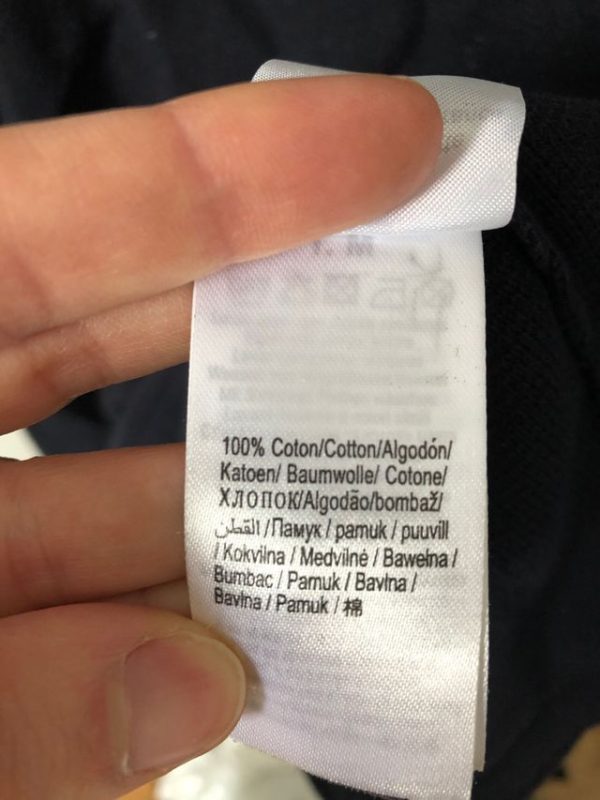 100% Coton/Cotton/Algodón/
Katoen/ Baumwolle/ Cotone/
ХЛОПОК/Algodão/bombaž/
القطن /Памук / pamuk / puuvill
/ Kokvilna / Medvilnė / Bawełna /
Bumbac / Pamuk / Bavlna /
Bavlna / Pamuk / 棉